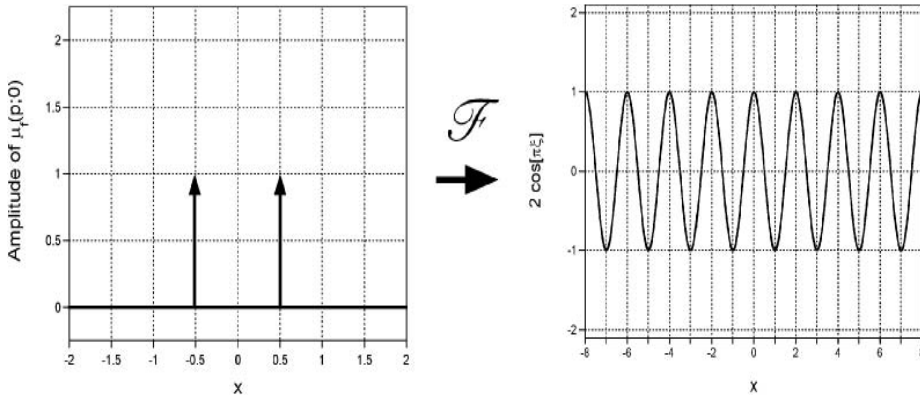 Amplitude of μf(p;0)
2
1.5
1
0.5
0
-2 -1.5 -1 -0.5 0 0.5 1 1.5 2
x
ℱ
2 cos[πξ]
2
1
0
-1
-2
-8 -6 -4 -2 0 2 4 6 8
x